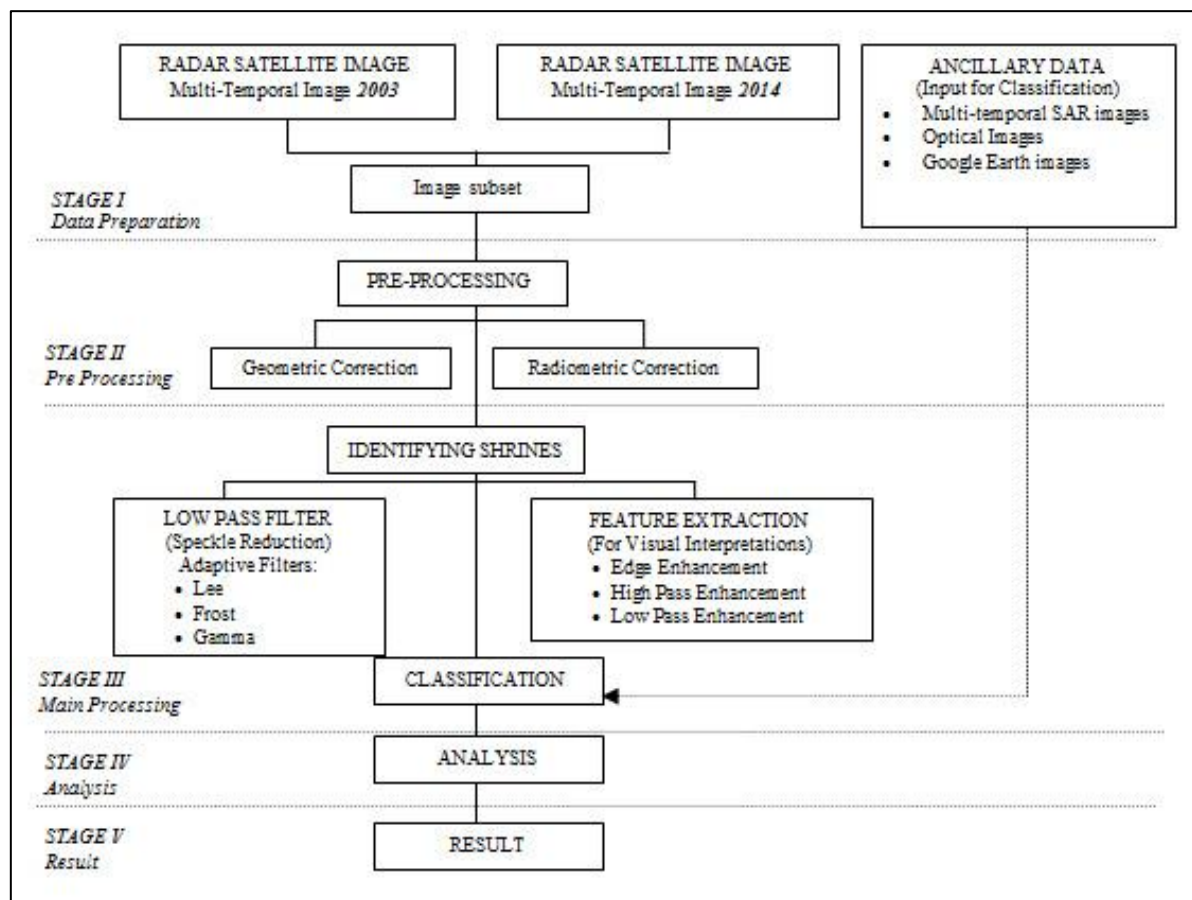 RADAR SATELLITE IMAGE
Multi-Temporal Image 2003
RADAR SATELLITE IMAGE
Multi-Temporal Image 2014
ANCILLARY DATA
(Input for Classification)
• Multi-temporal SAR images
• Optical Images
• Google Earth images
Image subset
STAGE I
Data Preparation
PRE-PROCESSING
STAGE II
Pre Processing
Geometric Correction
Radiometric Correction
IDENTIFYING SHRINES
LOW PASS FILTER
(Speckle Reduction)
Adaptive Filters:
• Lee
• Frost
• Gamma
FEATURE EXTRACTION
(For Visual Interpretations)
• Edge Enhancement
• High Pass Enhancement
• Low Pass Enhancement
STAGE III
Main Processing
CLASSIFICATION
STAGE IV
Analysis
ANALYSIS
STAGE V
Result
RESULT